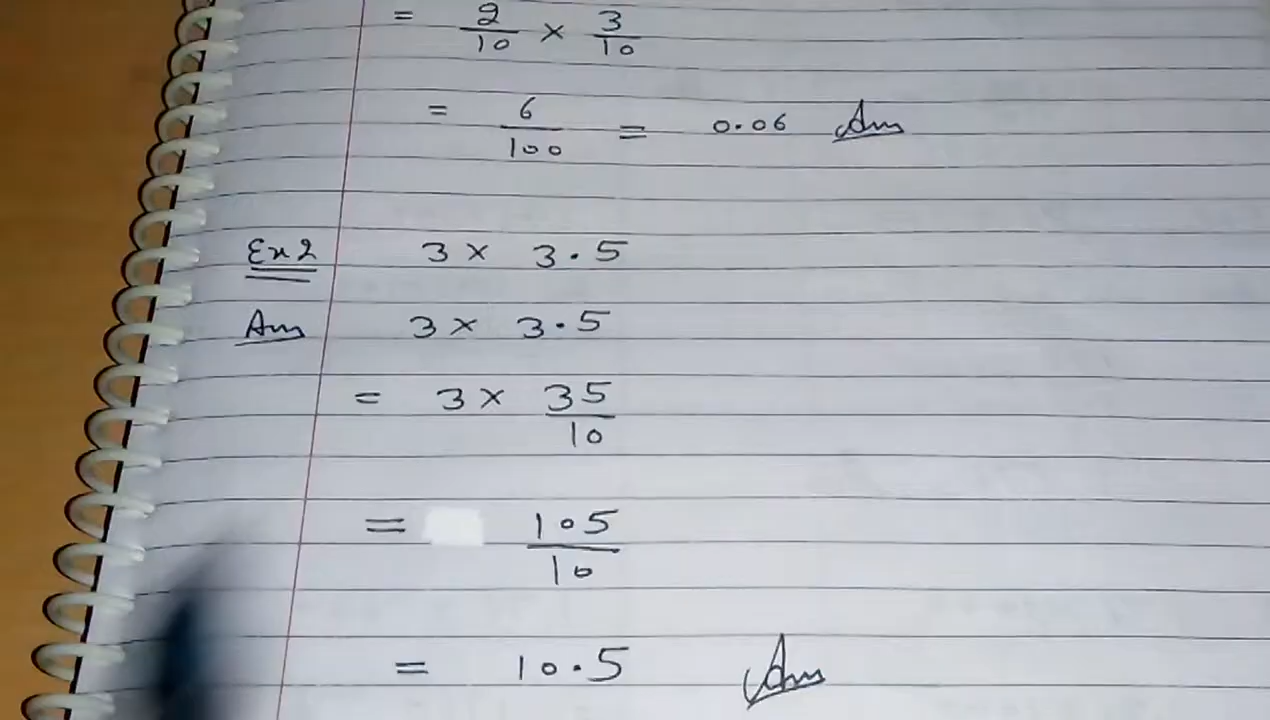 = 2/10 × 3/10
= 6/100 = 0.06 Ans
Ex 2 3 × 3.5
Ans 3 × 3.5
= 3 × 35/10
= 105/10
= 10.5 Ans